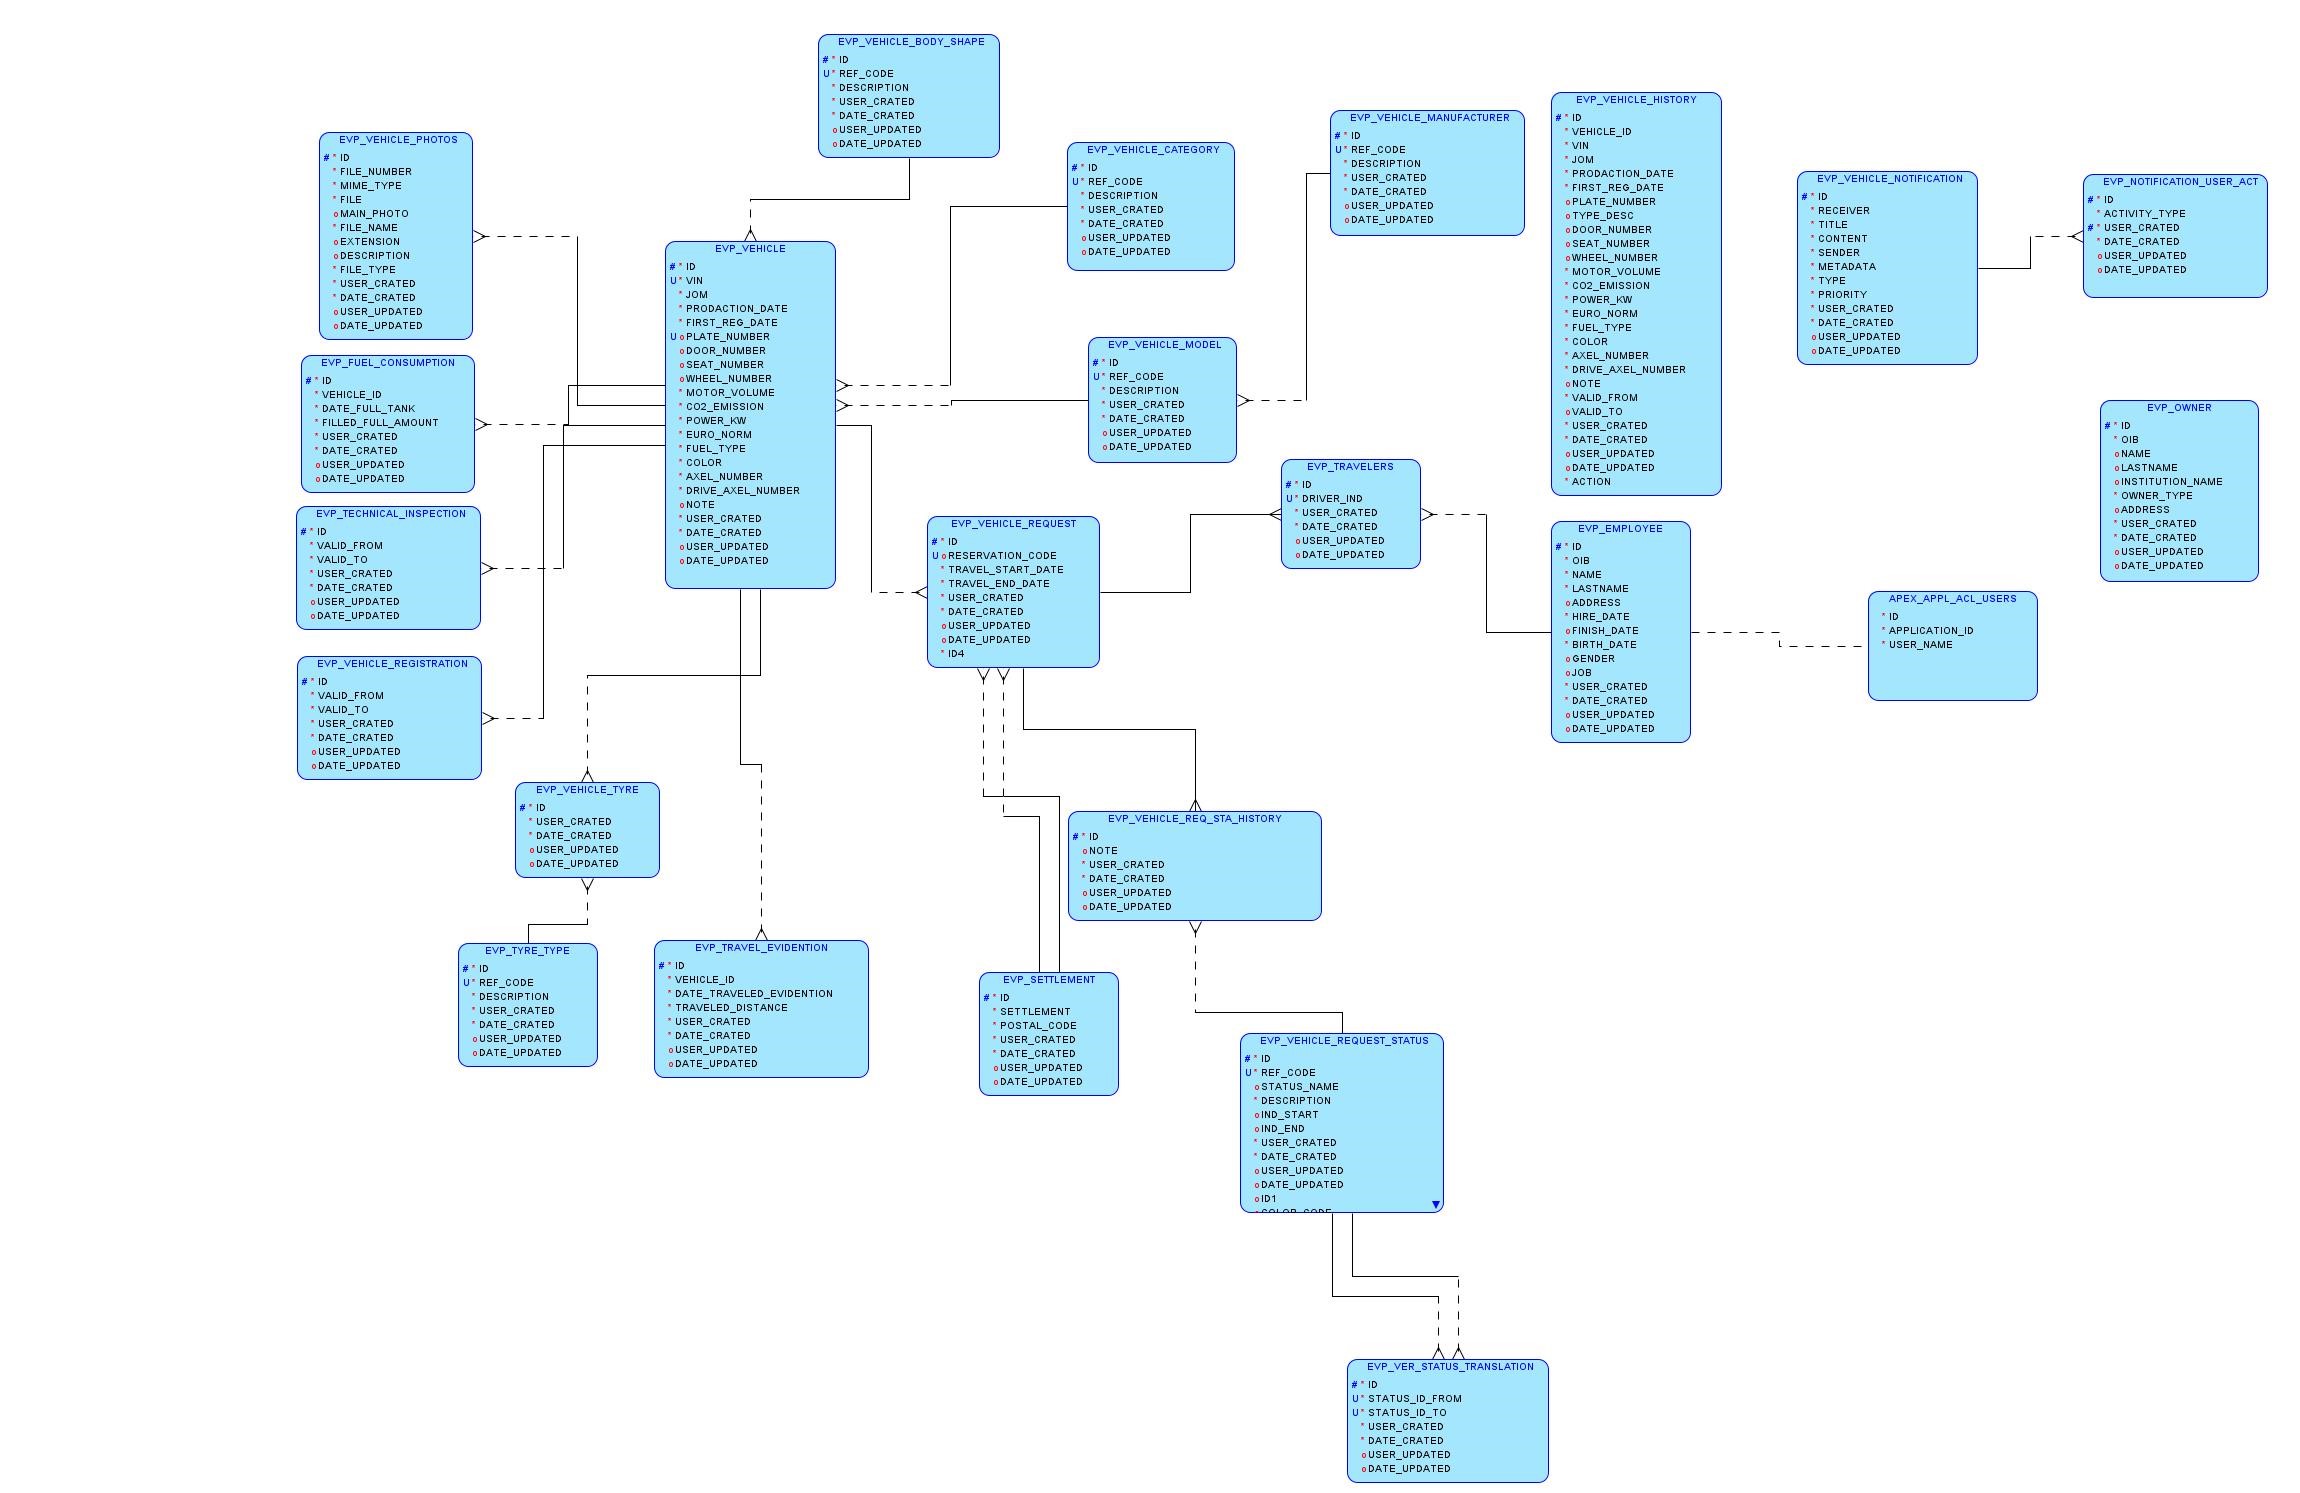 EVP_VEHICLE_BODY_SHAPE
#* ID
U* REF_CODE
* DESCRIPTION
* USER_CRATED
* DATE_CRATED
o USER_UPDATED
o DATE_UPDATED
EVP_VEHICLE_PHOTOS
#* ID
* FILE_NUMBER
* MIME_TYPE
* FILE
o MAIN_PHOTO
* FILE_NAME
o EXTENSION
o DESCRIPTION
* FILE_TYPE
* USER_CRATED
* DATE_CRATED
o USER_UPDATED
o DATE_UPDATED
EVP_VEHICLE_CATEGORY
#* ID
U* REF_CODE
* DESCRIPTION
* USER_CRATED
* DATE_CRATED
o USER_UPDATED
o DATE_UPDATED
EVP_VEHICLE_MANUFACTURER
#* ID
U* REF_CODE
* DESCRIPTION
* USER_CRATED
* DATE_CRATED
o USER_UPDATED
o DATE_UPDATED
EVP_VEHICLE_HISTORY
#* ID
* VEHICLE_ID
* VIN
* JOM
* PRODACTION_DATE
* FIRST_REG_DATE
o PLATE_NUMBER
o TYPE_DESC
o DOOR_NUMBER
o SEAT_NUMBER
o WHEEL_NUMBER
* MOTOR_VOLUME
* CO2_EMISSION
* POWER_KW
* EURO_NORM
* FUEL_TYPE
* COLOR
* AXEL_NUMBER
* DRIVE_AXEL_NUMBER
o NOTE
* VALID_FROM
o VALID_TO
* USER_CRATED
* DATE_CRATED
o USER_UPDATED
o DATE_UPDATED
* ACTION
EVP_VEHICLE_NOTIFICATION
#* ID
* RECEIVER
* TITLE
* CONTENT
* SENDER
* METADATA
* TYPE
* PRIORITY
* USER_CRATED
* DATE_CRATED
o USER_UPDATED
o DATE_UPDATED
EVP_NOTIFICATION_USER_ACT
#* ID
* ACTIVITY_TYPE
#* USER_CRATED
* DATE_CRATED
o USER_UPDATED
o DATE_UPDATED
EVP_VEHICLE
#* ID
U* VIN
* JOM
* PRODACTION_DATE
* FIRST_REG_DATE
U o PLATE_NUMBER
o DOOR_NUMBER
o SEAT_NUMBER
o WHEEL_NUMBER
* MOTOR_VOLUME
* CO2_EMISSION
* POWER_KW
* EURO_NORM
* FUEL_TYPE
* COLOR
* AXEL_NUMBER
* DRIVE_AXEL_NUMBER
o NOTE
* USER_CRATED
* DATE_CRATED
o USER_UPDATED
o DATE_UPDATED
EVP_VEHICLE_MODEL
#* ID
U* REF_CODE
* DESCRIPTION
* USER_CRATED
* DATE_CRATED
o USER_UPDATED
o DATE_UPDATED
EVP_FUEL_CONSUMPTION
#* ID
* VEHICLE_ID
* DATE_FULL_TANK
* FILLED_FULL_AMOUNT
* USER_CRATED
* DATE_CRATED
o USER_UPDATED
o DATE_UPDATED
EVP_OWNER
#* ID
* OIB
o NAME
o LASTNAME
o INSTITUTION_NAME
* OWNER_TYPE
o ADDRESS
* USER_CRATED
* DATE_CRATED
o USER_UPDATED
o DATE_UPDATED
EVP_TRAVELERS
#* ID
U* DRIVER_IND
* USER_CRATED
* DATE_CRATED
o USER_UPDATED
o DATE_UPDATED
EVP_TECHNICAL_INSPECTION
#* ID
* VALID_FROM
* VALID_TO
* USER_CRATED
* DATE_CRATED
o USER_UPDATED
o DATE_UPDATED
EVP_VEHICLE_REQUEST
#* ID
U o RESERVATION_CODE
* TRAVEL_START_DATE
* TRAVEL_END_DATE
* USER_CRATED
* DATE_CRATED
o USER_UPDATED
o DATE_UPDATED
* ID4
EVP_EMPLOYEE
#* ID
* OIB
* NAME
* LASTNAME
o ADDRESS
* HIRE_DATE
o FINISH_DATE
* BIRTH_DATE
o GENDER
o JOB
* USER_CRATED
* DATE_CRATED
o USER_UPDATED
o DATE_UPDATED
APEX_APPL_ACL_USERS
* ID
* APPLICATION_ID
* USER_NAME
EVP_VEHICLE_REGISTRATION
#* ID
* VALID_FROM
* VALID_TO
* USER_CRATED
* DATE_CRATED
o USER_UPDATED
o DATE_UPDATED
EVP_VEHICLE_TYRE
#* ID
* USER_CRATED
* DATE_CRATED
o USER_UPDATED
o DATE_UPDATED
EVP_VEHICLE_REQ_STA_HISTORY
#* ID
o NOTE
* USER_CRATED
* DATE_CRATED
o USER_UPDATED
o DATE_UPDATED
EVP_TYRE_TYPE
#* ID
U* REF_CODE
* DESCRIPTION
* USER_CRATED
* DATE_CRATED
o USER_UPDATED
o DATE_UPDATED
EVP_TRAVEL_EVIDENTION
#* ID
* VEHICLE_ID
* DATE_TRAVELED_EVIDENTION
* TRAVELED_DISTANCE
* USER_CRATED
* DATE_CRATED
o USER_UPDATED
o DATE_UPDATED
EVP_SETTLEMENT
#* ID
* SETTLEMENT
* POSTAL_CODE
* USER_CRATED
* DATE_CRATED
o USER_UPDATED
o DATE_UPDATED
EVP_VEHICLE_REQUEST_STATUS
#* ID
U* REF_CODE
o STATUS_NAME
* DESCRIPTION
o IND_START
o IND_END
* USER_CRATED
* DATE_CRATED
o USER_UPDATED
o DATE_UPDATED
o ID1
EVP_VER_STATUS_TRANSLATION
#* ID
U* STATUS_ID_FROM
U* STATUS_ID_TO
* USER_CRATED
* DATE_CRATED
o USER_UPDATED
o DATE_UPDATED